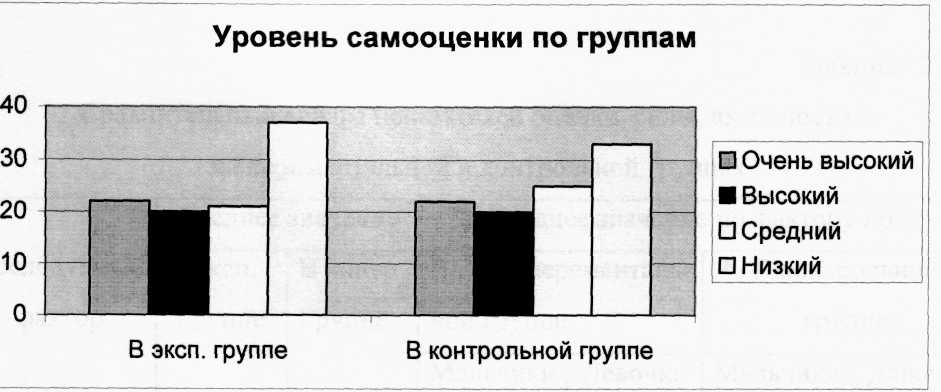 Уровень самооценки по группам
40
30
20
10
0
В эксп. группе
В контрольной группе
Очень высокий
Высокий
Средний
Низкий